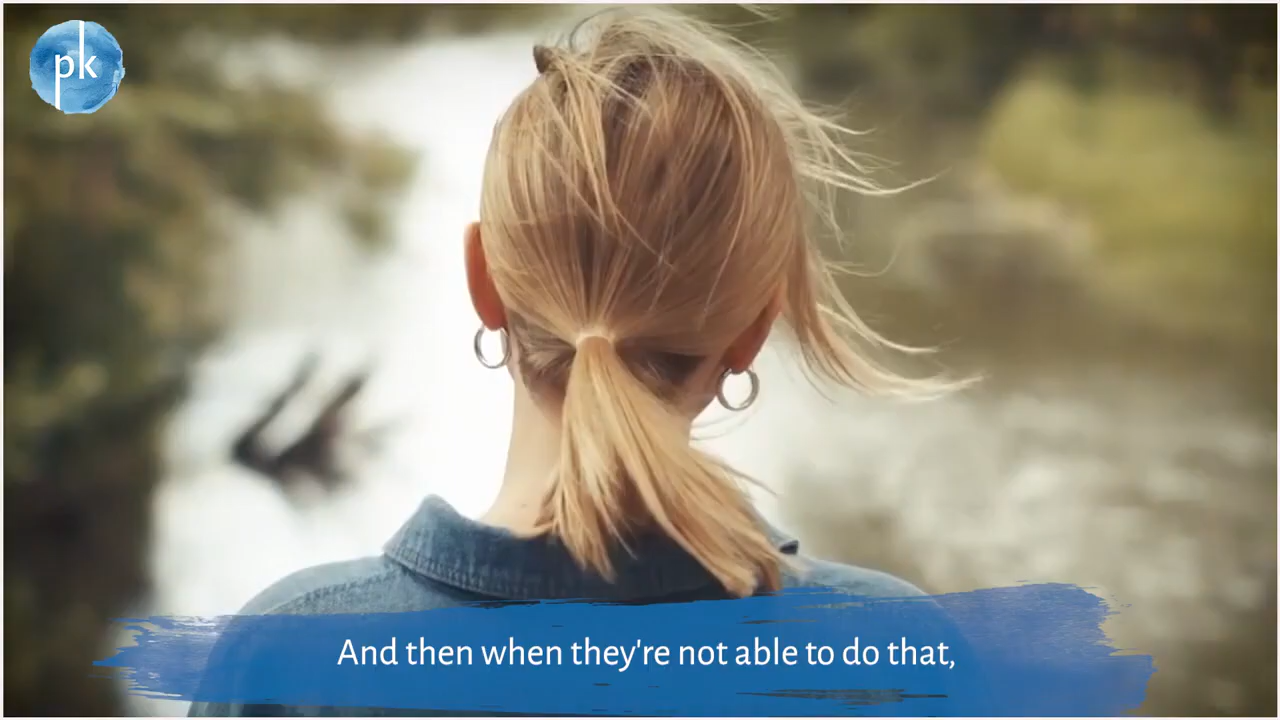 pk
And then when they're not able to do that,